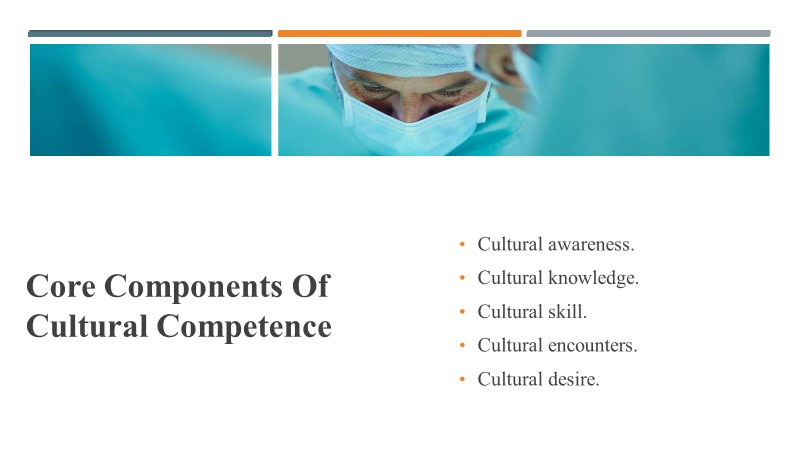 Core Components Of
Cultural Competence
• Cultural awareness.
• Cultural knowledge.
• Cultural skill.
• Cultural encounters.
• Cultural desire.